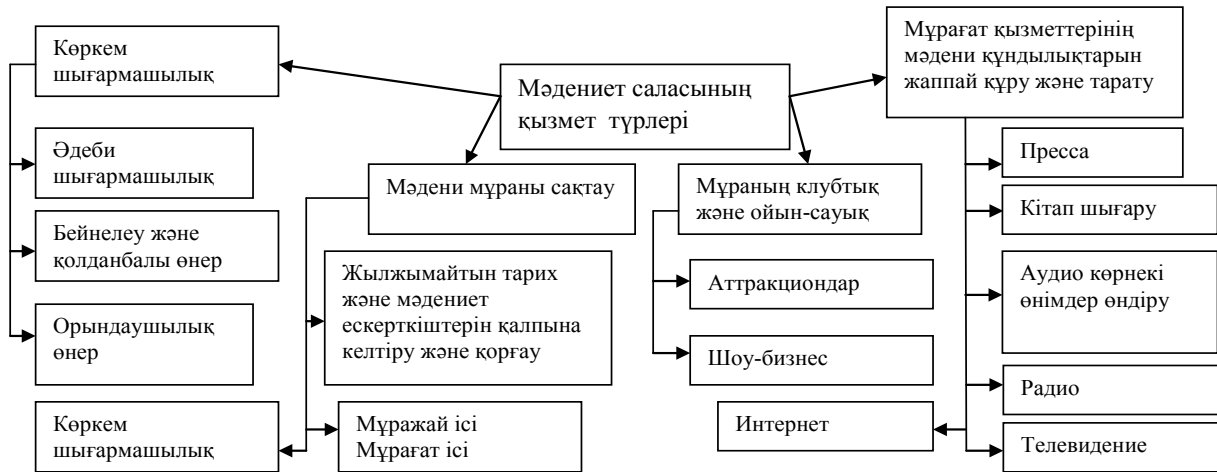 Көркем
шығармашылық
Мәдениет саласының
қызмет түрлері
Мұрағат қызметтерінің
мәдени құндылықтарын
жаппай құру және тарату
Әдеби
шығармашылық
Бейнелеу және
қолданбалы өнер
Орындаушылық
өнер
Мәдени мұраны сақтау
Жылжымайтын тарих
және мәдениет
ескерткіштерін қалпына
келтіру және қорғау
Көркем
шығармашылық
Мұражай ісі
Мұрағат ісі
Мұраның клубтық
және ойын-сауық
Аттракциондар
Шоу-бизнес
Пресса
Кітап шығару
Аудио көрнекі
өнімдер өндіру
Радио
Интернет
Телевидение